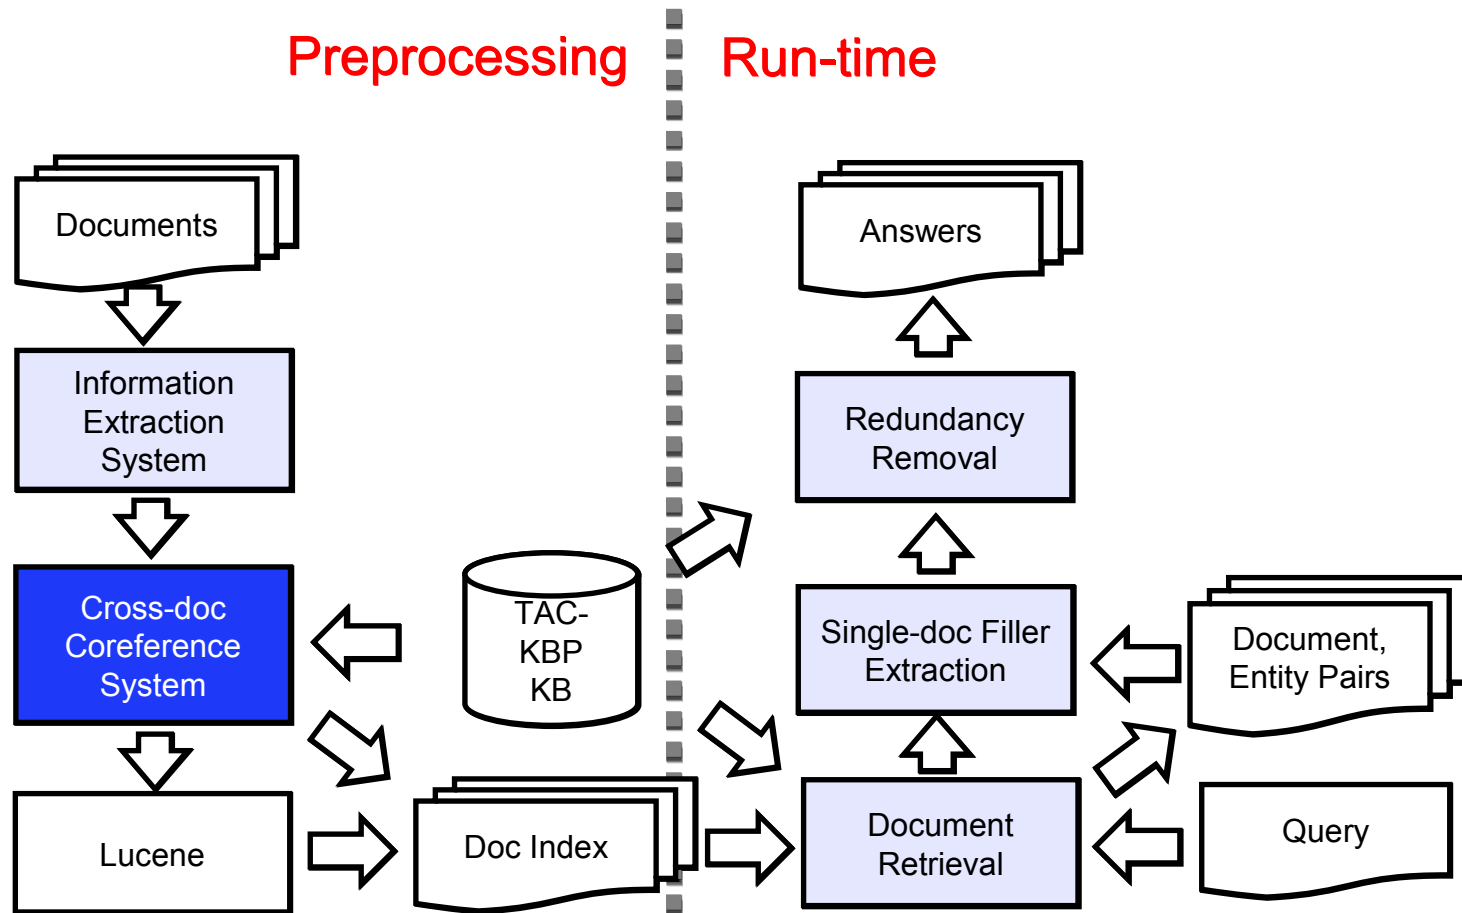 Preprocessing
Run-time
Documents
Information
Extraction
System
Cross-doc
Coreference
System
Lucene
TAC-
KBP
KB
Doc Index
Answers
Redundancy
Removal
Single-doc Filler
Extraction
Document,
Entity Pairs
Document
Retrieval
Query